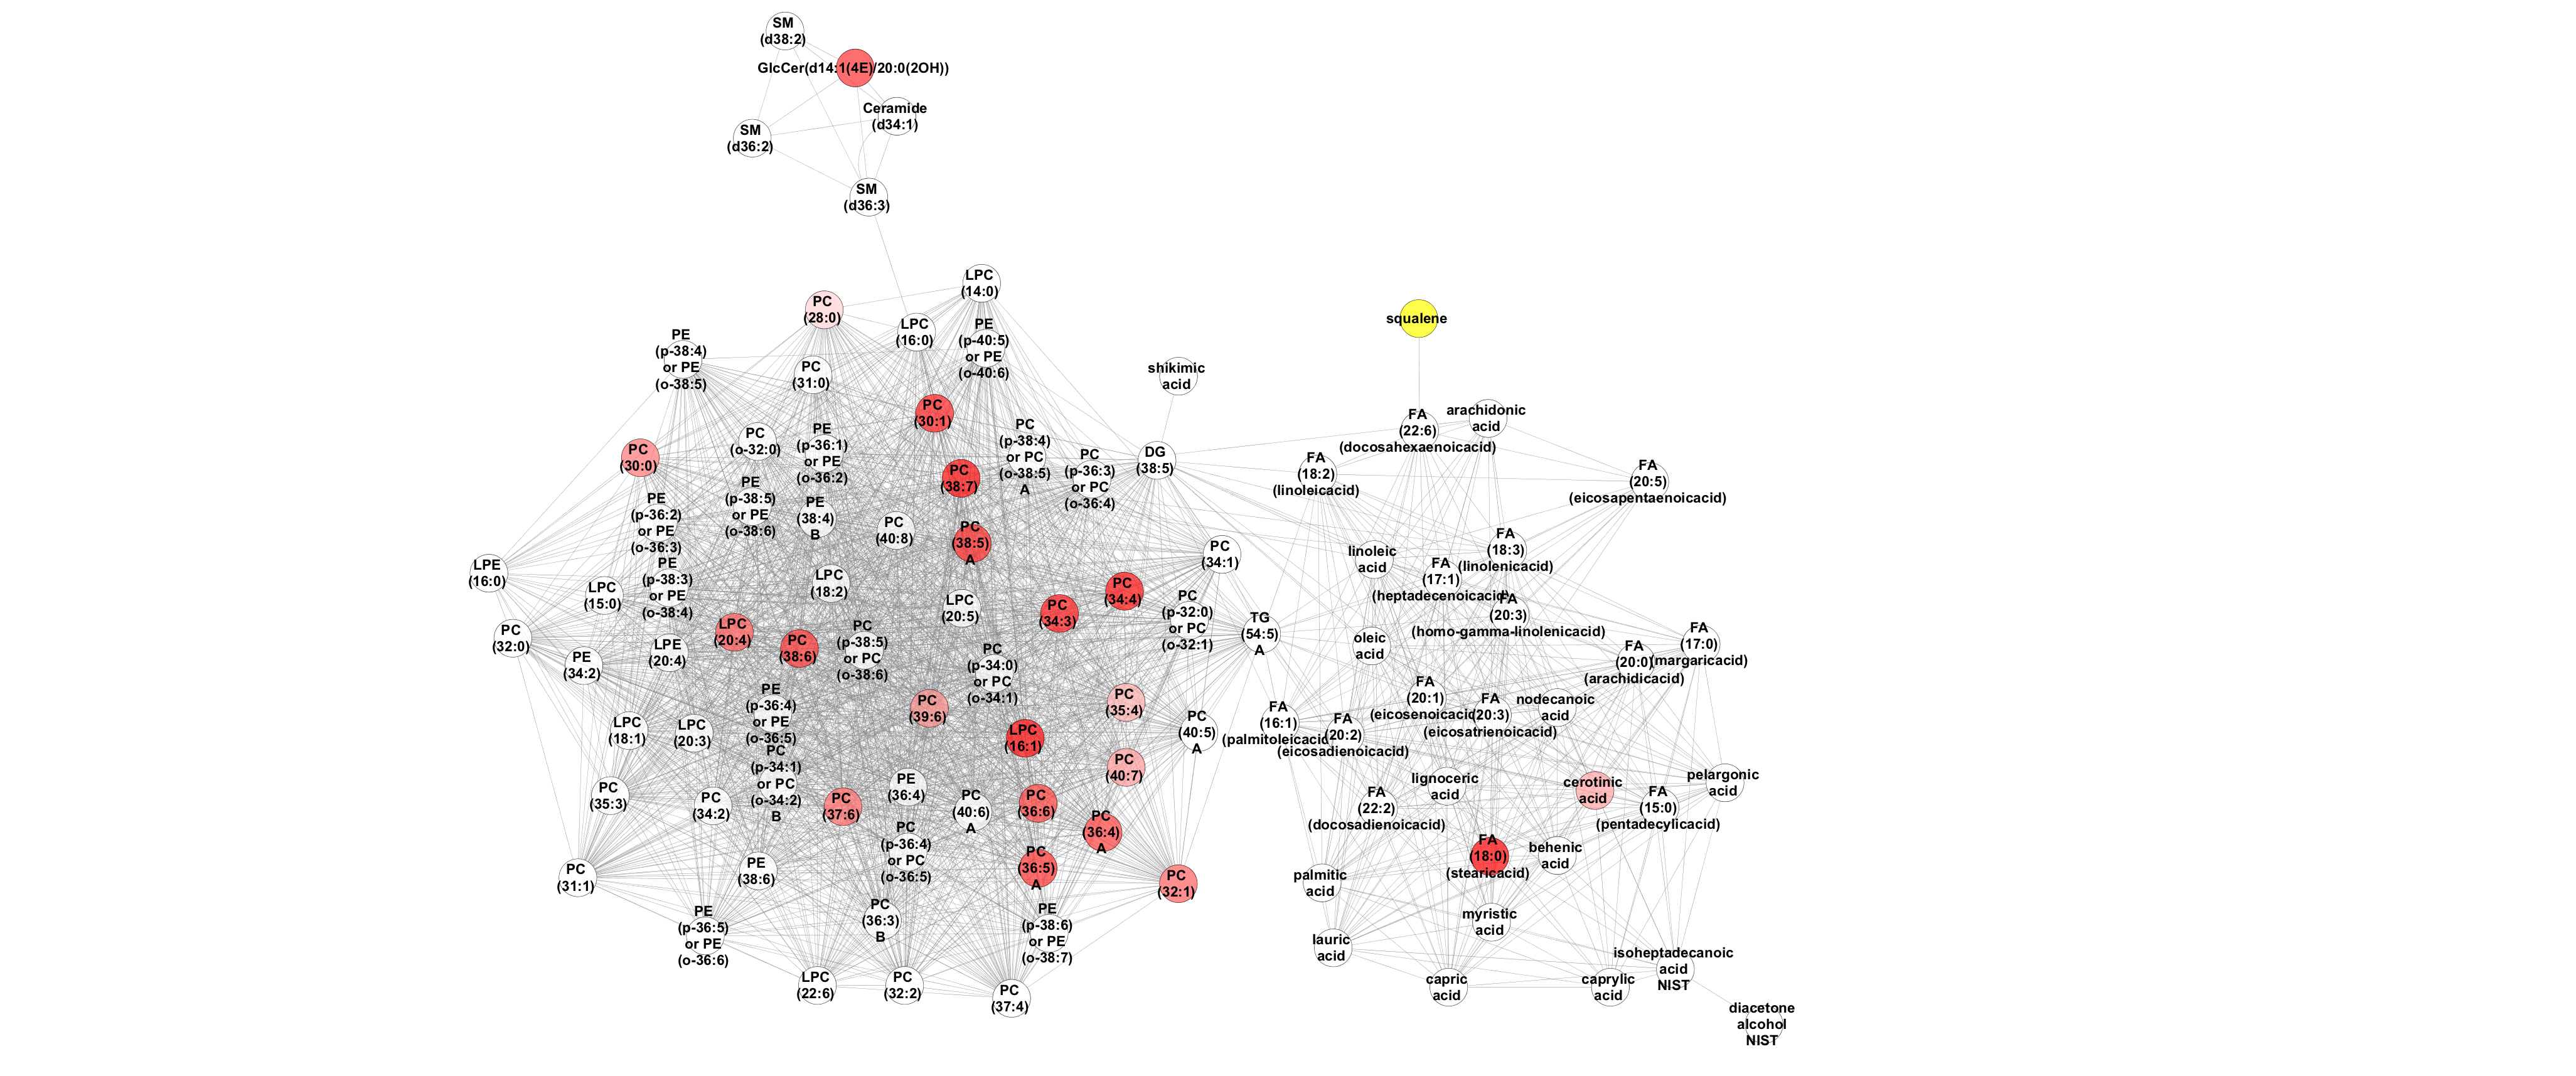 SM
(d38:2)
GlcCer(d14:1(4E)/20:0(2OH))
Ceramide
(d34:1)
SM
(d36:2)
SM
(d36:3)
LPC
(14:0)
PC
(28:0)
LPC
(16:0)
PE
(p-40:5)
or PE
(o-40:6)
PE
(p-38:4)
or PE
(o-38:5)
PC
(31:0)
PC
(30:1)
PC
(o-32:0)
PE
(p-36:1)
or PE
(o-36:2)
PC
(p-38:4)
or PC
(o-38:5)
A
PC
(30:0)
PC
(38:7)
PC
(p-36:3)
or PC
(o-36:4)
DG
(38:5)
shikimic
acid
PE
(p-36:2)
or PE
(o-36:3)
PE
(p-38:5)
or PE
(o-38:6)
PE
(38:4)
B
PC
(40:8)
PC
(38:5)
A
PC
(34:1)
LPE
(16:0)
LPC
(15:0)
PE
(p-38:3)
or PE
(o-38:4)
LPC
(18:2)
LPC
(20:5)
PC
(34:3)
PC
(34:4)
PC
(p-32:0)
or PC
(o-32:1)
TG
(54:5)
A
PC
(32:0)
PE
(34:2)
LPE
(20:4)
LPC
(20:4)
PC
(38:6)
PC
(p-38:5)
or PC
(o-38:6)
PC
(p-34:0)
or PC
(o-34:1)
LPC
(18:1)
LPC
(20:3)
PE
(p-36:4)
or PE
(o-36:5)
PC
(39:6)
PC
(35:4)
LPC
(16:1)
PC
(40:5)
A
PC
(35:3)
PC
(34:2)
PC
(p-34:1)
or PC
(o-34:2)
B
PC
(37:6)
PE
(36:4)
PC
(40:6)
A
PC
(36:6)
PC
(40:7)
PC
(36:4)
A
PC
(31:1)
PE
(38:6)
PC
(p-36:4)
or PC
(o-36:5)
PC
(36:5)
A
PC
(32:1)
PE
(p-36:5)
or PE
(o-36:6)
PC
(36:3)
B
PE
(p-38:6)
or PE
(o-38:7)
LPC
(22:6)
PC
(32:2)
PC
(37:4)
squalene
FA
(22:6)
(docosahexaenoicacid)
arachidonic
acid
FA
(18:2)
(linoleicacid)
FA
(20:5)
(eicosapentaenoicacid)
linoleic
acid
FA
(18:3)
(linolenicacid)
FA
(17:1)
(heptadecenoicacid)
FA
(20:3)
(homo-gamma-linolenicacid)
oleic
acid
FA
(20:0)
(arachidicacid)
FA
(17:0)
(margaricacid)
FA
(20:1)
(eicosenoicacid)
FA
(20:3)
(eicosatrienoicacid)
nodecanoic
acid
FA
(16:1)
(palmitoleicacid)
FA
(20:2)
(eicosadienoicacid)
lignoceric
acid
cerotinic
acid
pelargonic
acid
FA
(22:2)
(docosadienoicacid)
FA
(15:0)
(pentadecylicacid)
FA
(18:0)
(stearicacid)
behenic
acid
palmitic
acid
myristic
acid
lauric
acid
isoheptadecanoic
acid
NIST
capric
acid
caprylic
acid
diacetone
alcohol
NIST